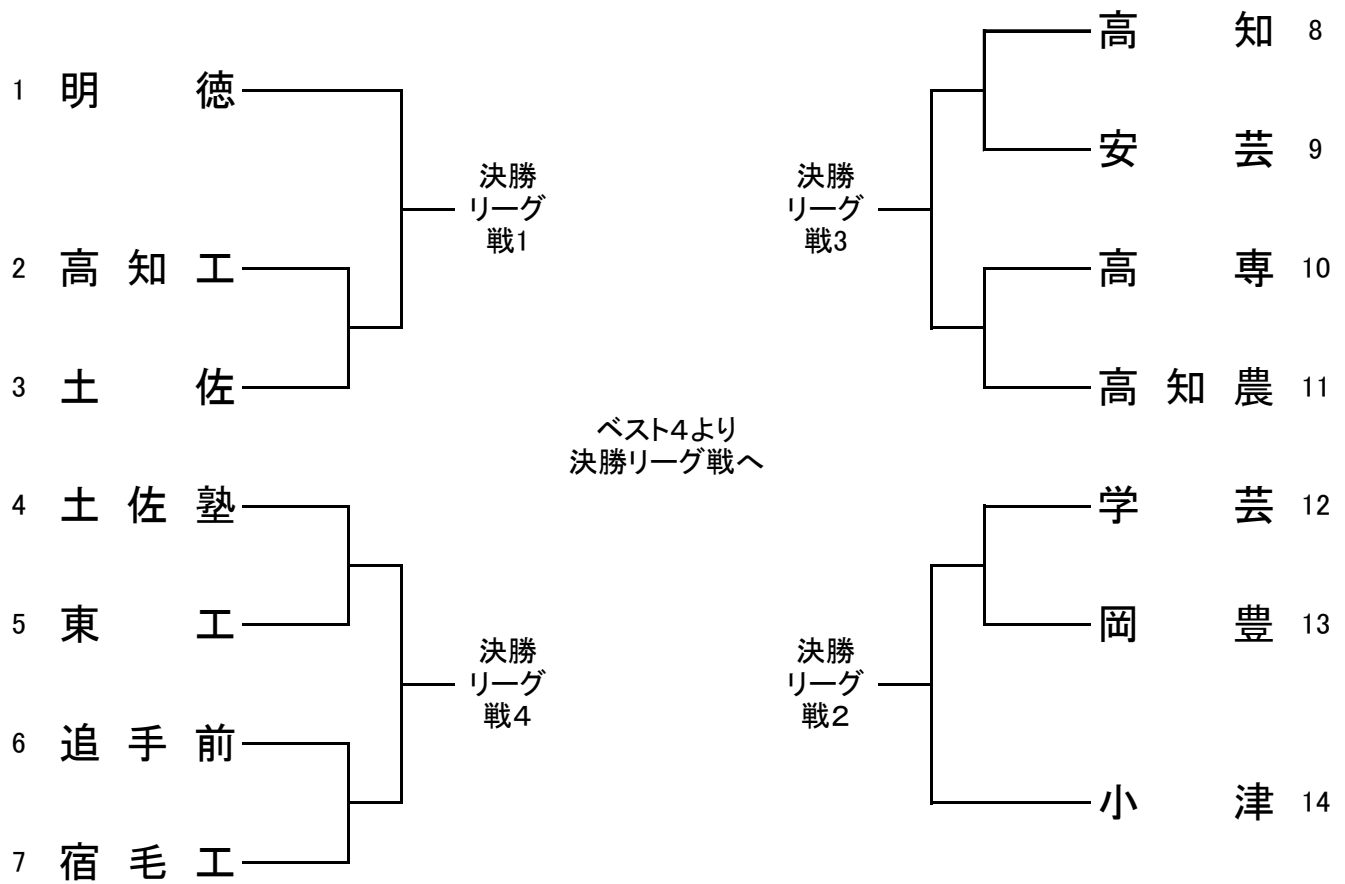 1 明徳
2 高知工
3 土佐
4 土佐塾
5 東工
6 追手前
7 宿毛工
決勝
リーグ
戦1
決勝
リーグ
戦4
ベスト4より
決勝リーグ戦へ
決勝
リーグ
戦3
決勝
リーグ
戦2
高知 8
安芸 9
高専 10
高知農 11
学芸 12
岡豊 13
小津 14